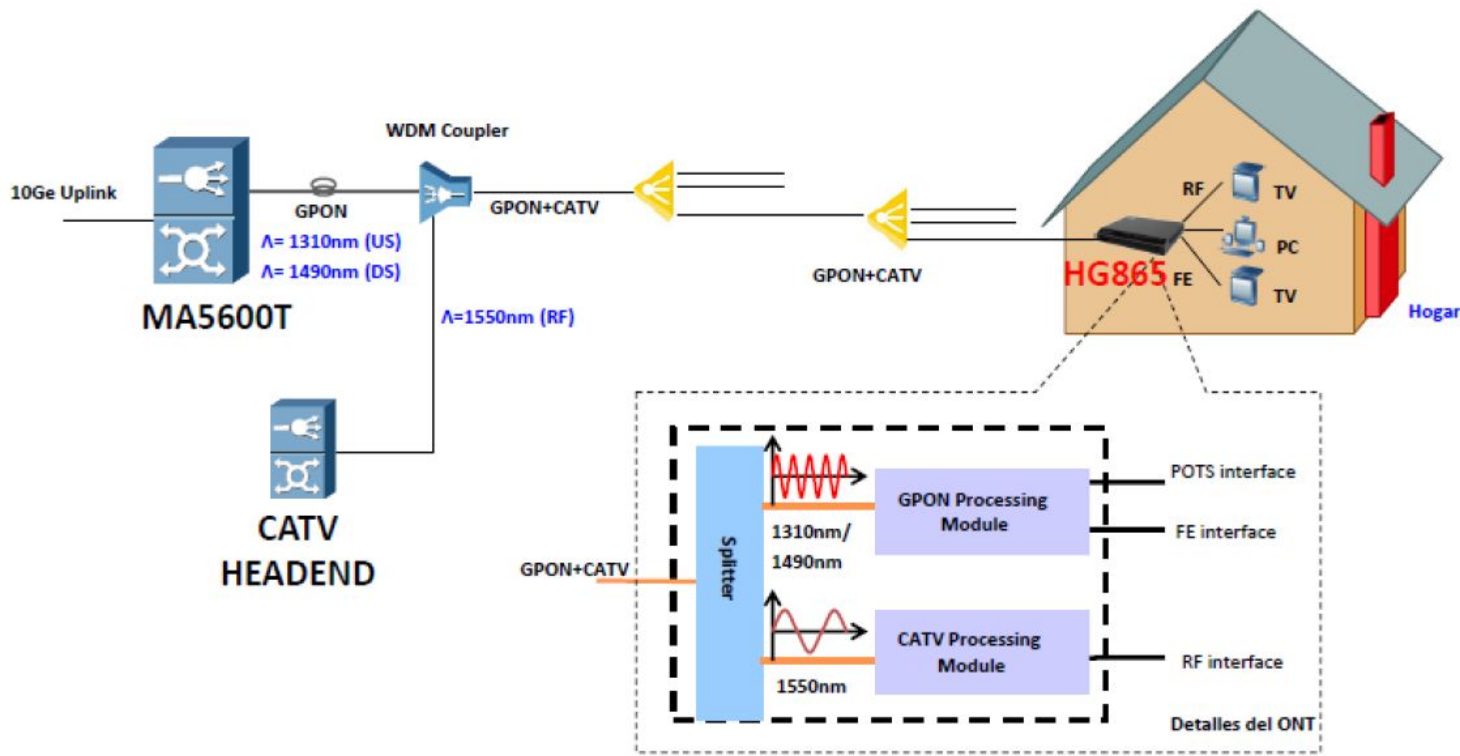 WDM Coupler
10Ge Uplink
GPON
GPON+CATV
Λ= 1310nm (US)
Λ= 1490nm (DS)
MA5600T
Λ=1550nm (RF)
GPON+CATV
RF
TV
PC
HG865
FE
TV
Hogar
CATV
HEADEND
GPON+CATV
Splitter
1310nm/
1490nm
GPON Processing
Module
POTS interface
FE interface
1550nm
CATV Processing
Module
RF interface
Detalles del ONT